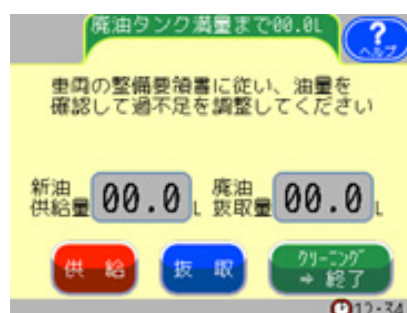 廃油タンク満量まで00.0L
?
ヘルプ
車両の整備要領書に従い、油量を
確認して過不足を調整してください
新油
供給量 00.0 L
廃油
抜取量 00.0 L
供 給
抜 取
クリーニング
⇒ 終了
12:34